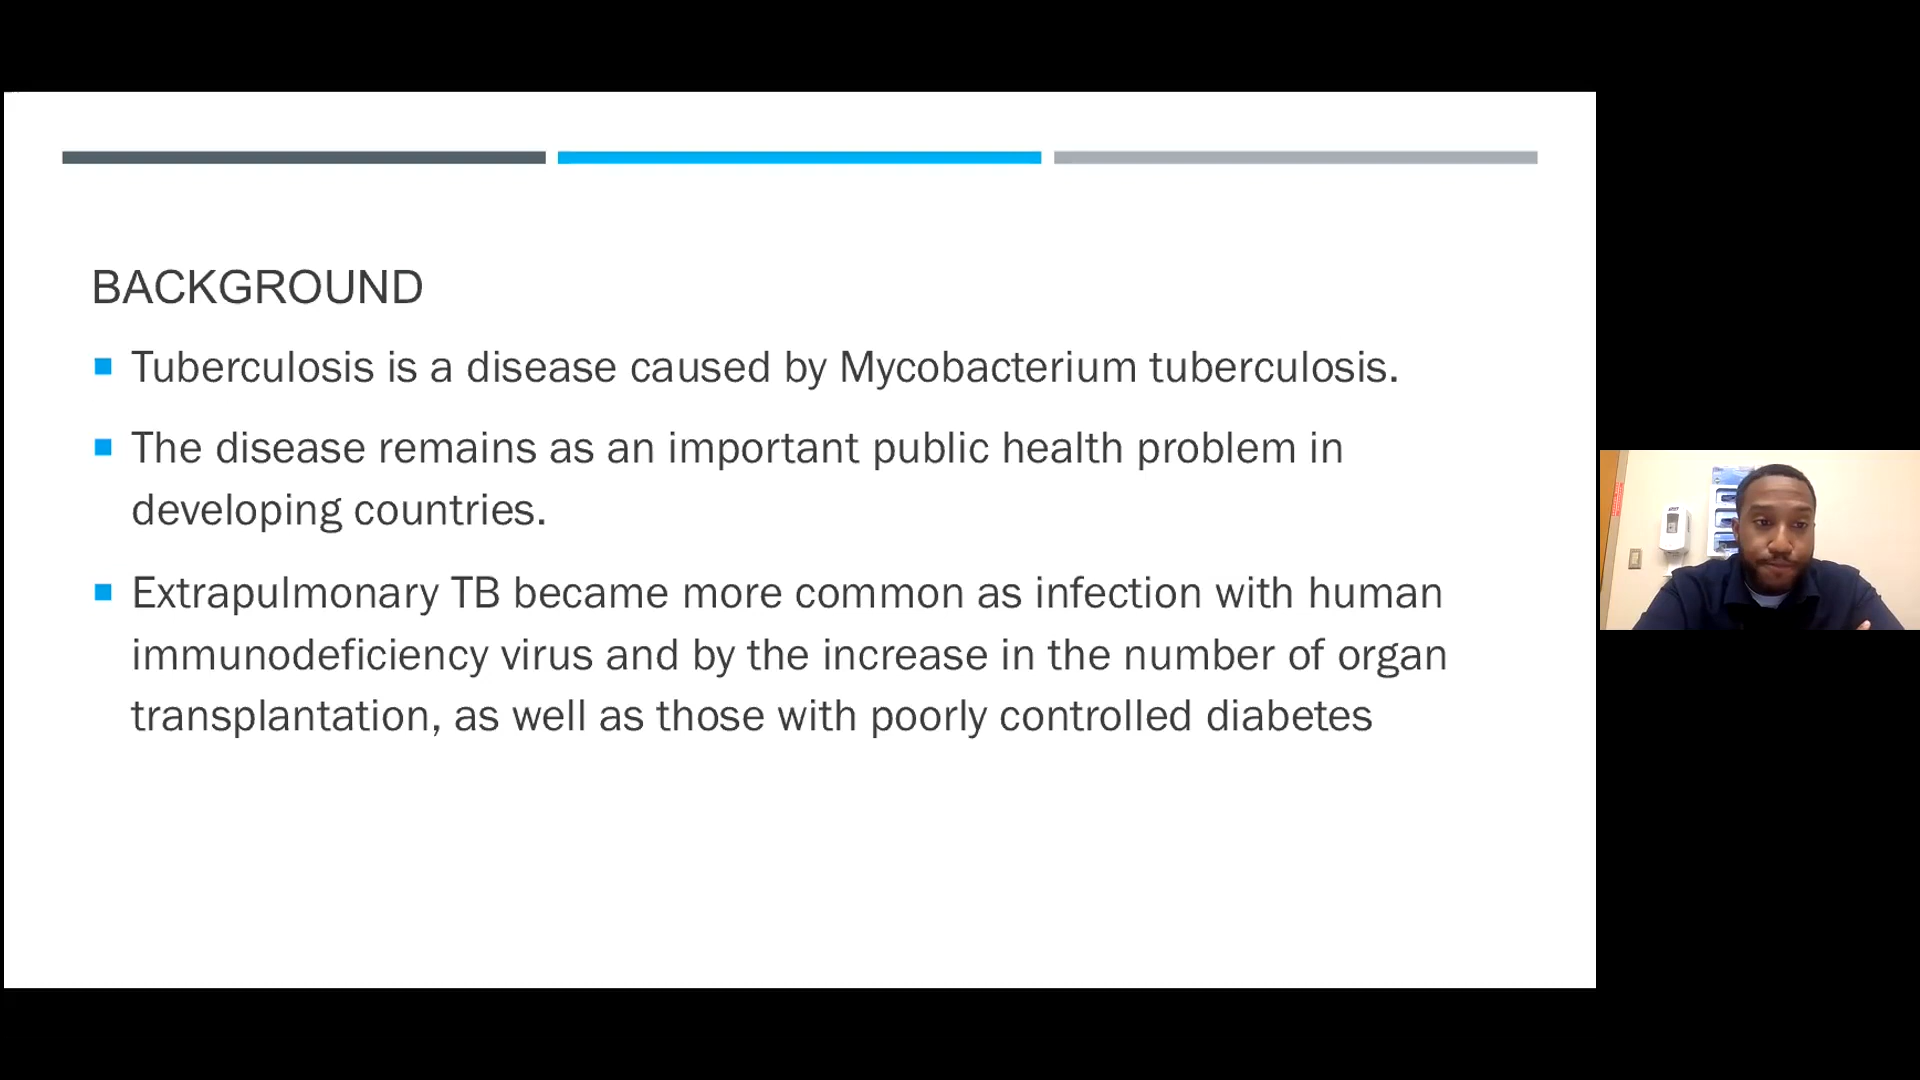 BACKGROUND
Tuberculosis is a disease caused by Mycobacterium tuberculosis.
The disease remains as an important public health problem in
developing countries.
Extrapulmonary TB became more common as infection with human
immunodeficiency virus and by the increase in the number of organ
transplantation, as well as those with poorly controlled diabetes